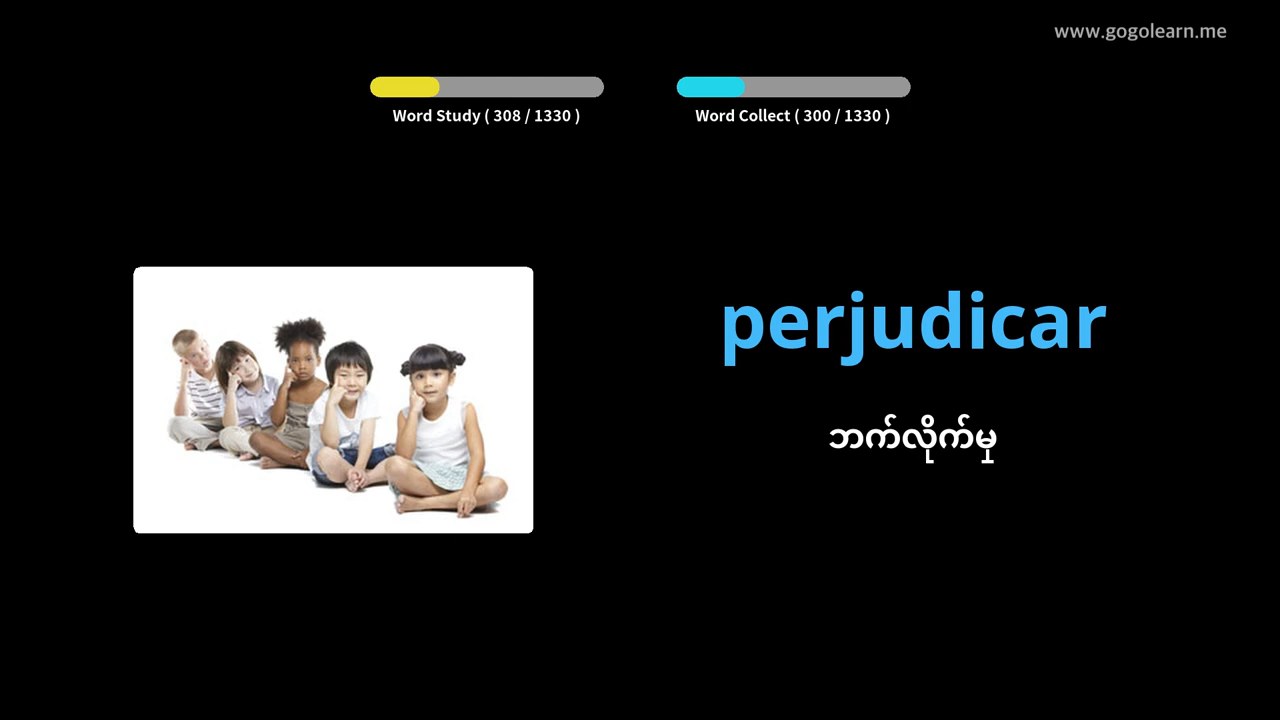 www.gogolearn.me
Word Study ( 308 / 1330 )
Word Collect ( 300 / 1330 )
perjudicar
ဘက်လိုက်မှ